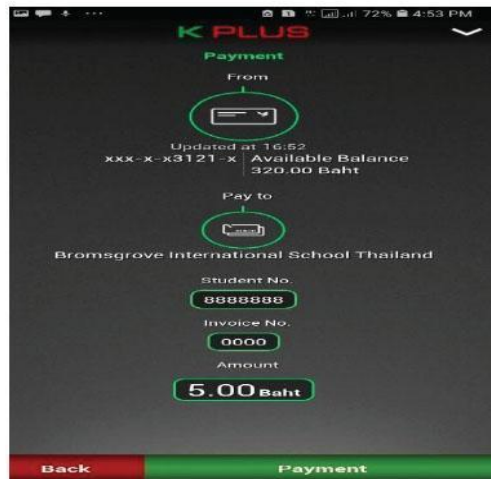 72% 4:53 PM
K PLUS
Payment
From
Updated at 16:52
xxx-x-x3121-x Available Balance
320.00 Baht
Pay to
Bromsgrove International School Thailand
Student No.
8888888
Invoice No.
0000
Amount
5.00 Baht
Back Payment